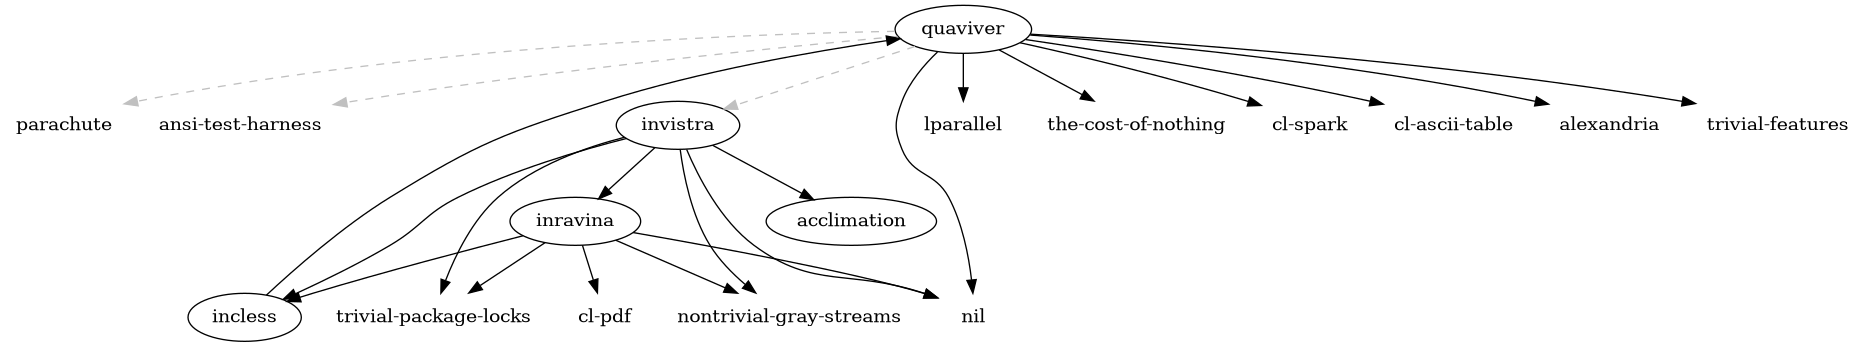 quaviver
parachute
ansi-test-harness
invistra
lparallel
the-cost-of-nothing
cl-spark
cl-ascii-table
alexandria
trivial-features
inravina
acclimation
incless
trivial-package-locks
cl-pdf
nontrivial-gray-streams
nil